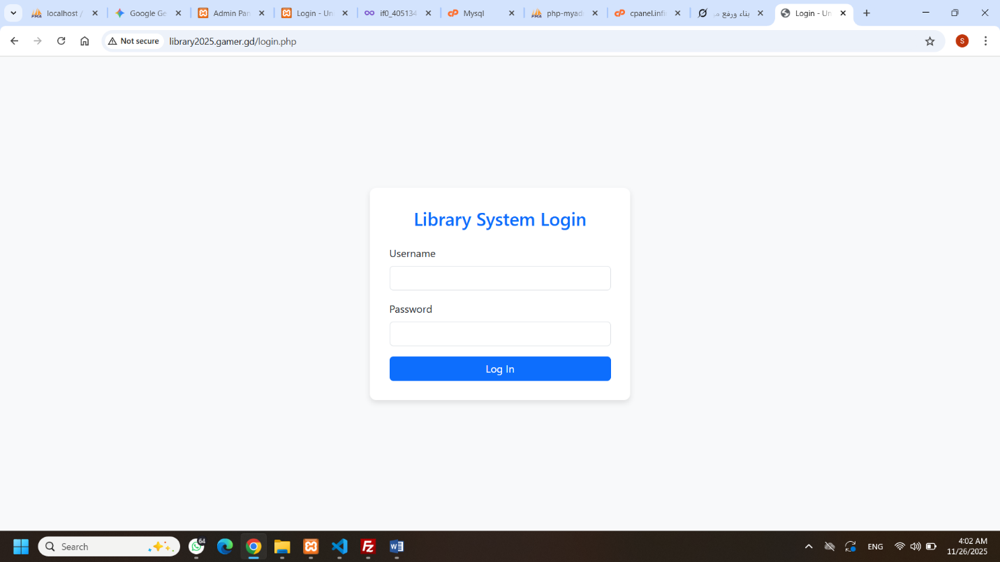 localhost /
Google Ge
Admin Pan
Login - Un
if0_405134
Mysql
php-myad
cpanel.infi
بناء ورفع م
Login - Un
Not secure
library2025.gamer.gd/login.php
S
Library System Login
Username
Password
Log In
Search
64
ENG
4:02 AM
11/26/2025